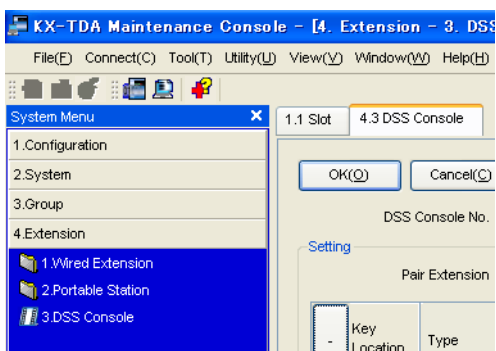 KX-TDA Maintenance Console - [4. Extension - 3. DSS
File(F) Connect(C) Tool(T) Utility(U) View(V) Window(W) Help(H)
System Menu
1.1 Slot 4.3 DSS Console
1.Configuration
2.System
3.Group
4.Extension
1.Wired Extension
2.Portable Station
3.DSS Console
OK(O) Cancel(C)
DSS Console No.
Setting
Pair Extension
-
Key
Location
Type